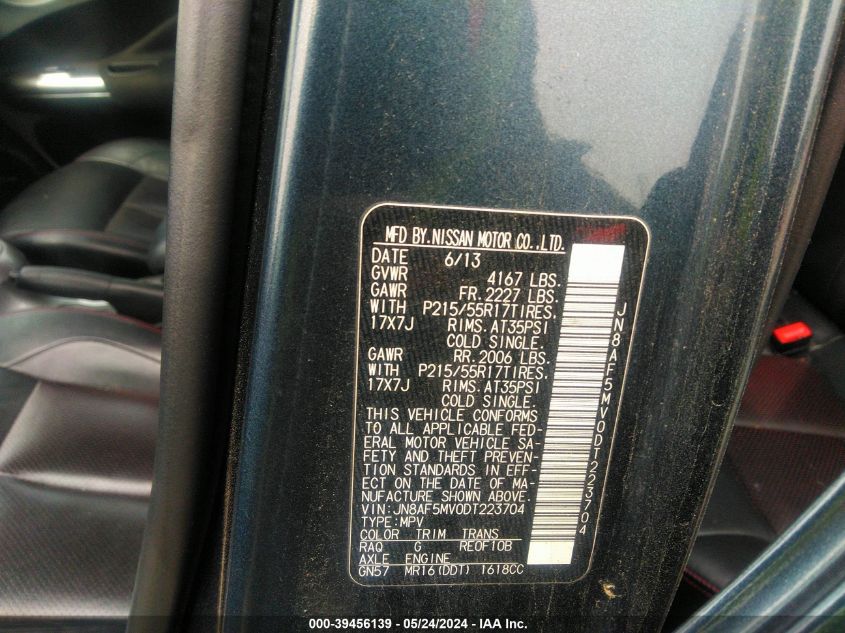 MFD BY.NISSAN MOTOR CO.,LTD.
DATE 6/13
GVWR 4167 LBS.
GAWR FR. 2227 LBS.
WITH P215/55R17TIRES.
17X7J RIMS. AT35PSI
COLD SINGLE.
GAWR RR. 2006 LBS.
WITH P215/55R17TIRES.
17X7J RIMS. AT35PSI
COLD SINGLE.
THIS VEHICLE CONFORMS
TO ALL APPLICABLE FED-
ERAL MOTOR VEHICLE SA-
FETY AND THEFT PREVEN-
TION STANDARDS IN EFF-
ECT ON THE DATE OF MA-
NUFACTURE SHOWN ABOVE.
VIN:JN8AF5MV0DT223704
TYPE:MPV
COLOR TRIM TRANS
RAQ G RE0F10B
AXLE ENGINE
GN57 MR16(DDT) 1618CC
JN8AF5MV0DT223704
000-39456139 - 05/24/2024 - IAA Inc.